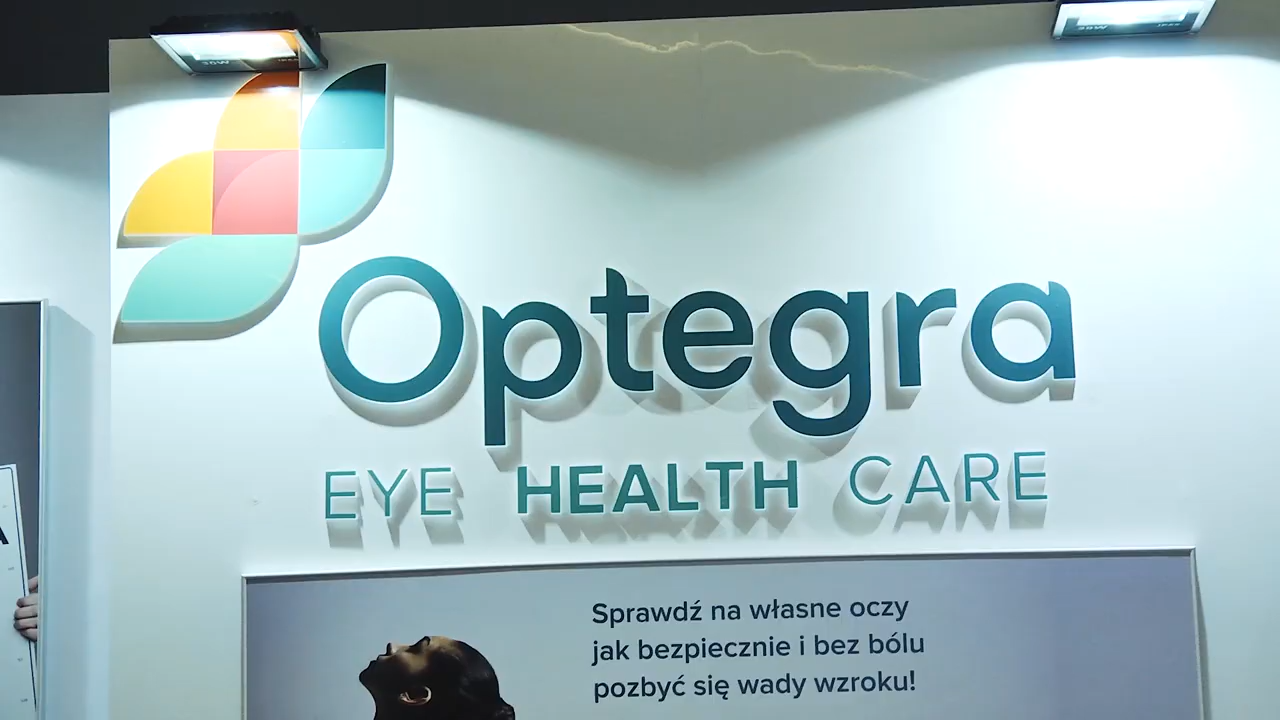 Optegra
EYE HEALTH CARE
Sprawdź na własne oczy
jak bezpiecznie i bez bólu
pozbyć się wady wzroku!
A